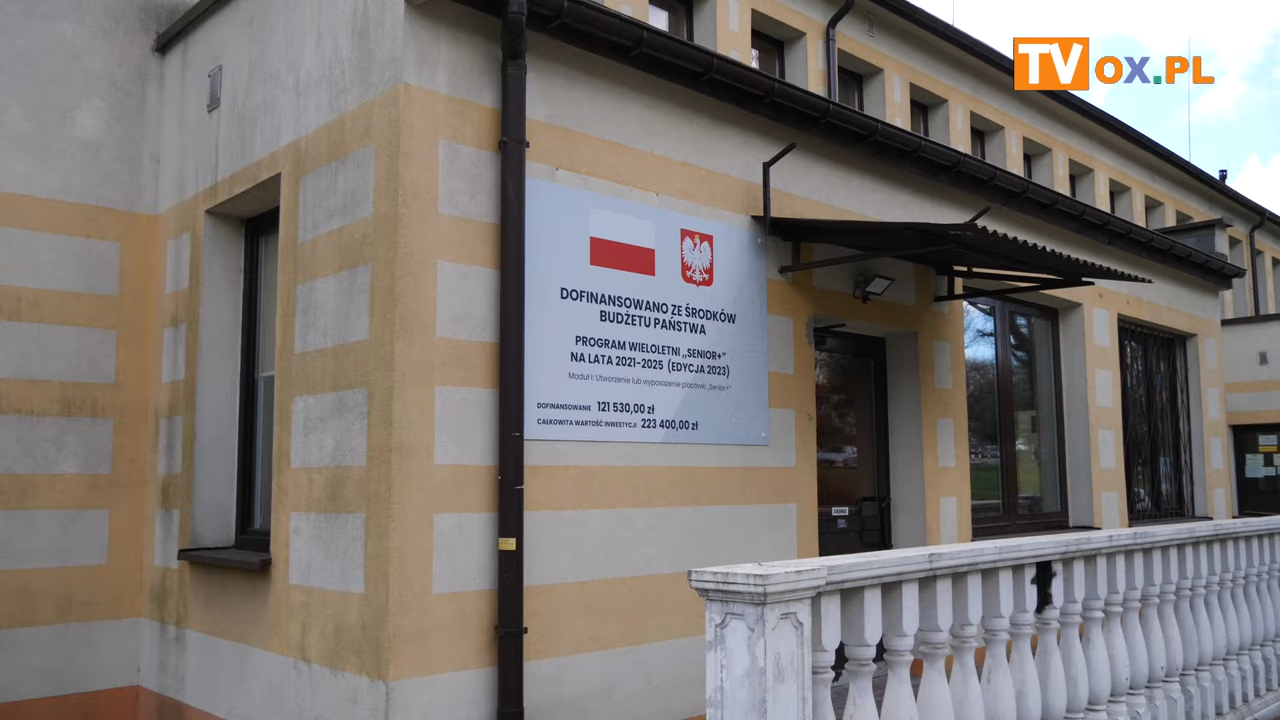 TVOX.PL
DOFINANSOWANO ZE ŚRODKÓW
BUDŻETU PAŃSTWA
PROGRAM WIELOLETNI „SENIOR+"
NA LATA 2021-2025 (EDYCJA 2023)
Moduł I: Utworzenie lub wyposażenie placówki „Senior+"
DOFINANSOWANIE 121 530,00 zł
CAŁKOWITA WARTOŚĆ INWESTYCJI 223 400,00 zł